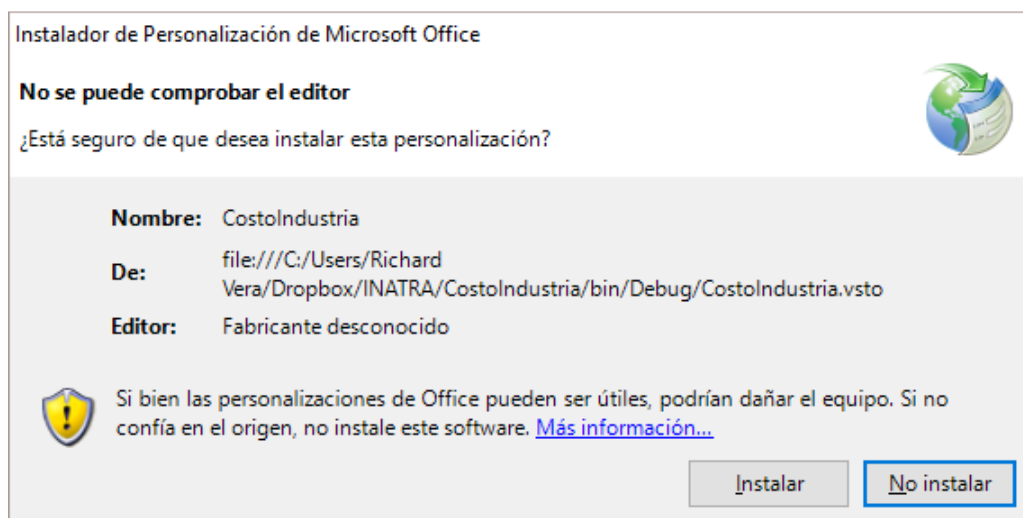 Instalador de Personalización de Microsoft Office
No se puede comprobar el editor
¿Está seguro de que desea instalar esta personalización?
Nombre: CostoIndustria
De: file:///C:/Users/Richard
Vera/Dropbox/INATRA/CostoIndustria/bin/Debug/CostoIndustria.vsto
Editor: Fabricante desconocido
Si bien las personalizaciones de Office pueden ser útiles, podrían dañar el equipo. Si no
confía en el origen, no instale este software. Más información...
Instalar No instalar